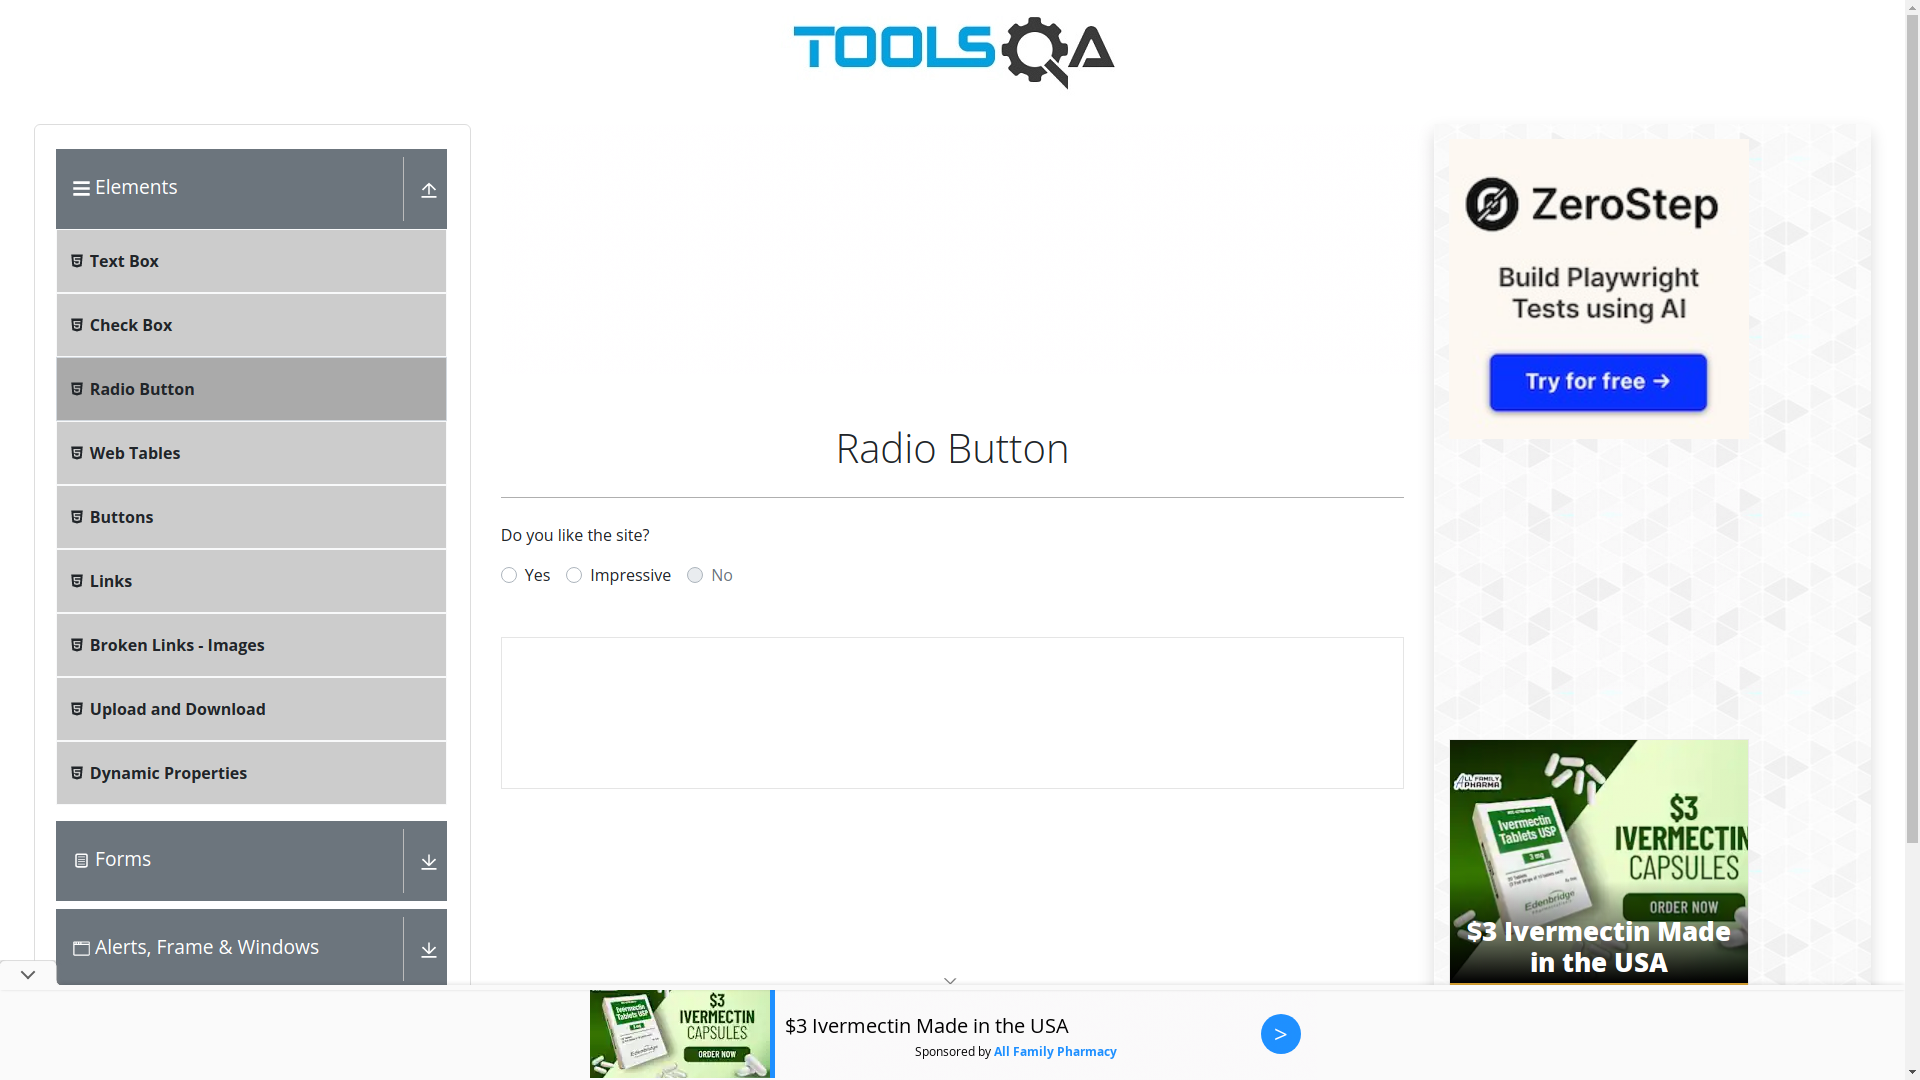 TOOLSQA
Elements
Text Box
Check Box
Radio Button
Web Tables
Buttons
Links
Broken Links - Images
Upload and Download
Dynamic Properties
Forms
Alerts, Frame & Windows
Radio Button
Do you like the site?
Yes
Impressive
No
ZeroStep
Build Playwright
Tests using AI
Try for free →
ALL FAMILY
PHARMA
Ivermectin
Tablets USP
3 mg
Edenbridge
$3
IVERMECTIN
CAPSULES
ORDER NOW
$3 Ivermectin Made
in the USA
Ivermectin
Tablets USP
$3
IVERMECTIN
CAPSULES
ORDER NOW
$3 Ivermectin Made in the USA
Sponsored by All Family Pharmacy
>